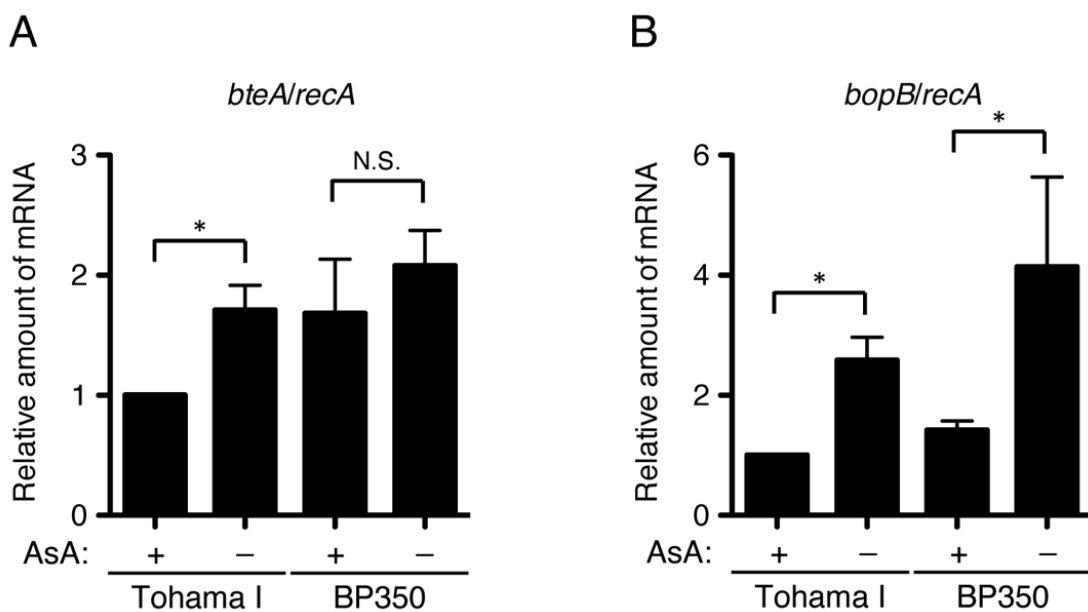 A
bteA/recA
Relative amount of mRNA
3
2
1
0
*
N.S.
AsA: + − + −
Tohama I BP350
B
bopB/recA
Relative amount of mRNA
6
4
2
0
*
*
AsA: + − + −
Tohama I BP350